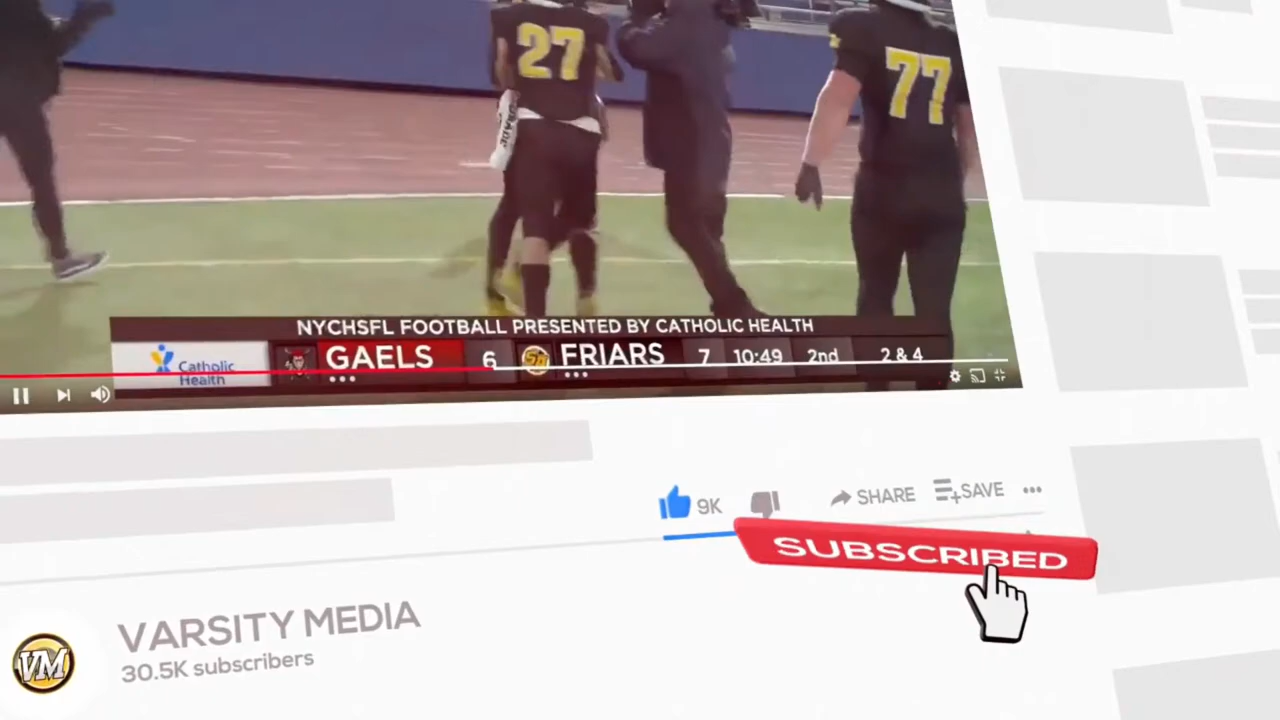 27
77
NYCHSFL FOOTBALL PRESENTED BY CATHOLIC HEALTH
Catholic Health
GAELS 6 FRIARS 7 10:49 2nd 2 & 4
9K SHARE SAVE
SUBSCRIBED
VARSITY MEDIA
30.5K subscribers
VM